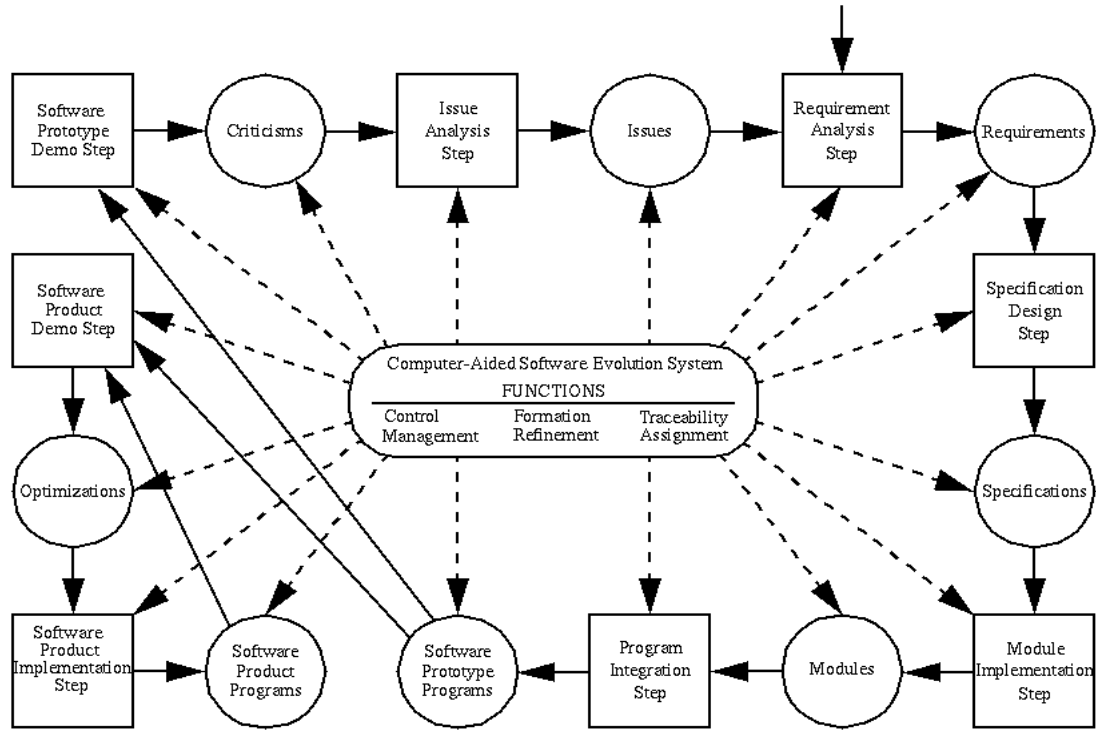 Software
Prototype
Demo Step
Criticisms
Issue
Analysis
Step
Issues
Requirement
Analysis
Step
Requirements
Software
Product
Demo Step
Specification
Design
Step
Computer-Aided Software Evolution System
FUNCTIONS
Control
Management
Formation
Refinement
Traceability
Assignment
Optimizations
Specifications
Software
Product
Implementation
Step
Software
Product
Programs
Software
Prototype
Programs
Program
Integration
Step
Modules
Module
Implementation
Step